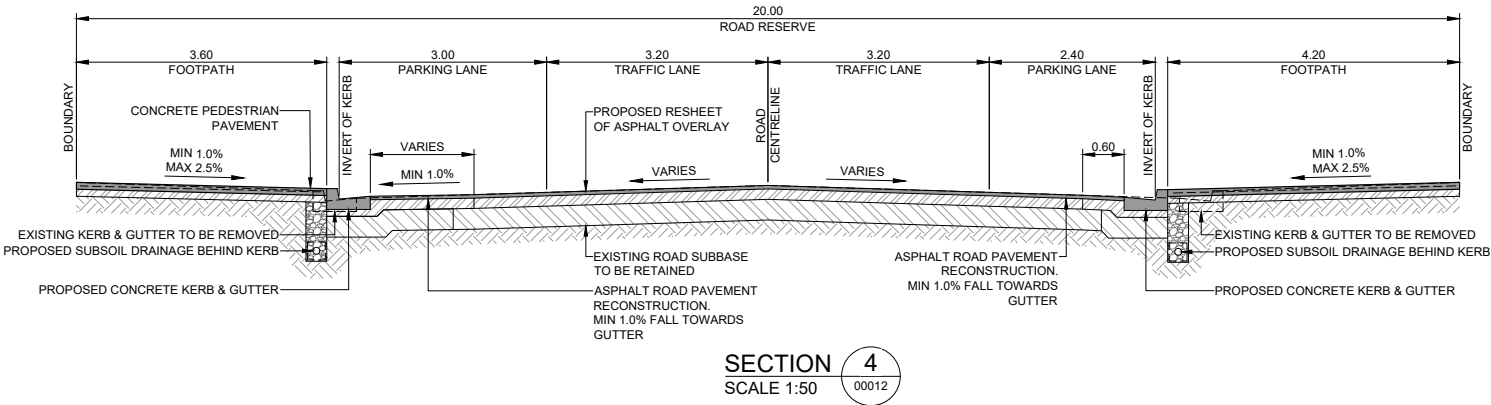 20.00
ROAD RESERVE
3.60
FOOTPATH
3.00
PARKING LANE
3.20
TRAFFIC LANE
3.20
TRAFFIC LANE
2.40
PARKING LANE
4.20
FOOTPATH
BOUNDARY
CONCRETE PEDESTRIAN
PAVEMENT
INVERT OF KERB
PROPOSED RESHEET
OF ASPHALT OVERLAY
ROAD
CENTRELINE
INVERT OF KERB
BOUNDARY
MIN 1.0%
MAX 2.5%
VARIES
MIN 1.0%
VARIES
VARIES
0.60
MIN 1.0%
MAX 2.5%
EXISTING KERB & GUTTER TO BE REMOVED
PROPOSED SUBSOIL DRAINAGE BEHIND KERB
PROPOSED CONCRETE KERB & GUTTER
EXISTING ROAD SUBBASE
TO BE RETAINED
ASPHALT ROAD PAVEMENT
RECONSTRUCTION.
MIN 1.0% FALL TOWARDS
GUTTER
ASPHALT ROAD PAVEMENT
RECONSTRUCTION.
MIN 1.0% FALL TOWARDS
GUTTER
EXISTING KERB & GUTTER TO BE REMOVED
PROPOSED SUBSOIL DRAINAGE BEHIND KERB
PROPOSED CONCRETE KERB & GUTTER
SECTION 4
SCALE 1:50 00012